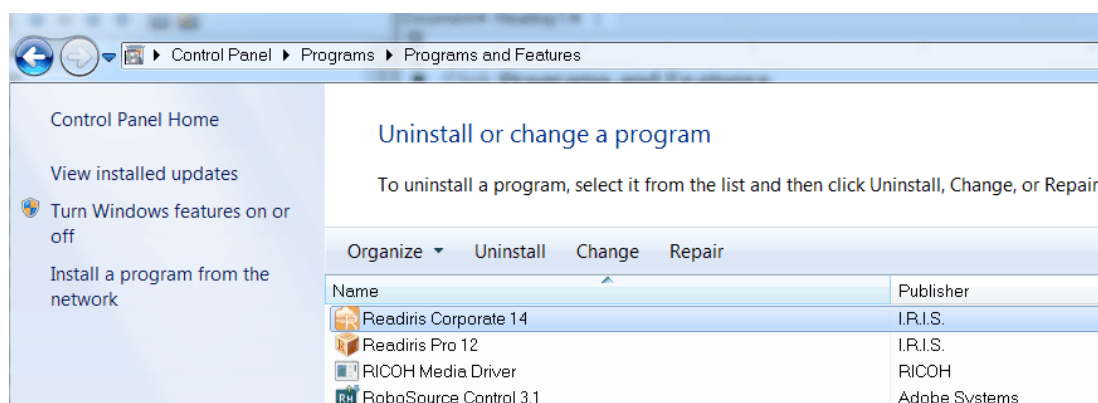 Control Panel Programs Programs and Features
Control Panel Home
View installed updates
Turn Windows features on or
off
Install a program from the
network
Uninstall or change a program
To uninstall a program, select it from the list and then click Uninstall, Change, or Repair
Organize Uninstall Change Repair
Name Publisher
Readiris Corporate 14 I.R.I.S.
Readiris Pro 12 I.R.I.S.
RICOH Media Driver RICOH
RoboSource Control 3.1 Adobe Systems